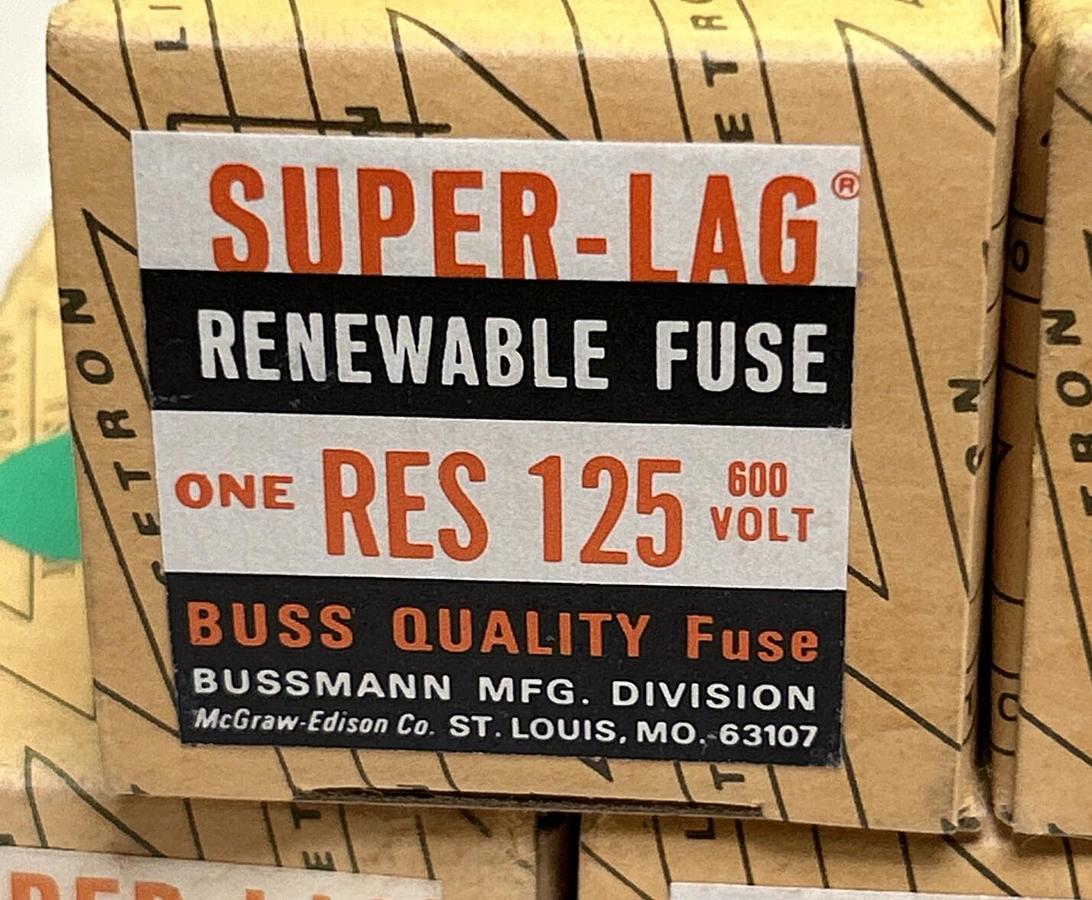 SUPER-LAG®
RENEWABLE FUSE
ONE RES 125 600 VOLT
BUSS QUALITY Fuse
BUSSMANN MFG. DIVISION
McGraw-Edison Co. ST. LOUIS, MO. 63107